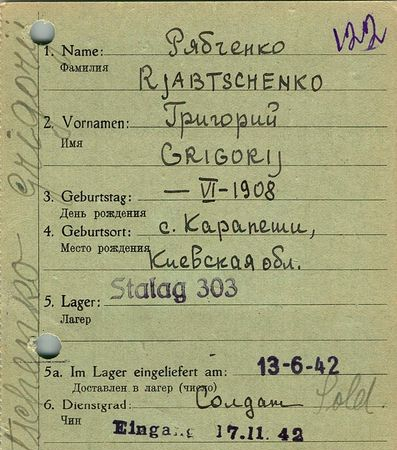 122
1. Name: Рябченко
Фамилия
RJABTSCHENKO
2. Vornamen: Григорий
Имя
GRIGORIJ
3. Geburtstag: — VI - 1908
День рождения
4. Geburtsort: с. Карапеши,
Место рождения
Киевская обл.
5. Lager: Stalag 303
Лагерь
5a. Im Lager eingeliefert am: 13-6-42
Доставлен в лагерь (число)
6. Dienstgrad: Солдат Sold.
Чин
Eingang 17. 11. 42
tschenko Grigorij